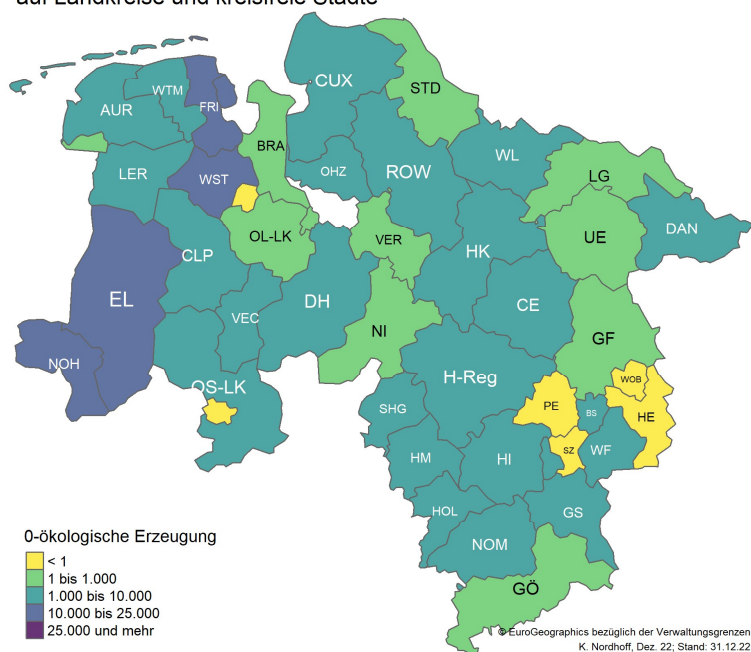 auf Landkreise und kreisfreie Städte
CUX
STD
WTM
FRI
AUR
BRA
WL
OHZ
ROW
LER
WST
LG
OL-LK
VER
UE
DAN
CLP
HK
EL
DH
CE
VEC
NI
GF
NOH
OS-LK
H-Reg
WOB
SHG
PE
BS
HE
HM
HI
SZ
WF
HOL
GS
NOM
GÖ
0-ökologische Erzeugung
< 1
1 bis 1.000
1.000 bis 10.000
10.000 bis 25.000
25.000 und mehr
© EuroGeographics bezüglich der Verwaltungsgrenzen
K. Nordhoff, Dez. 22; Stand: 31.12.22